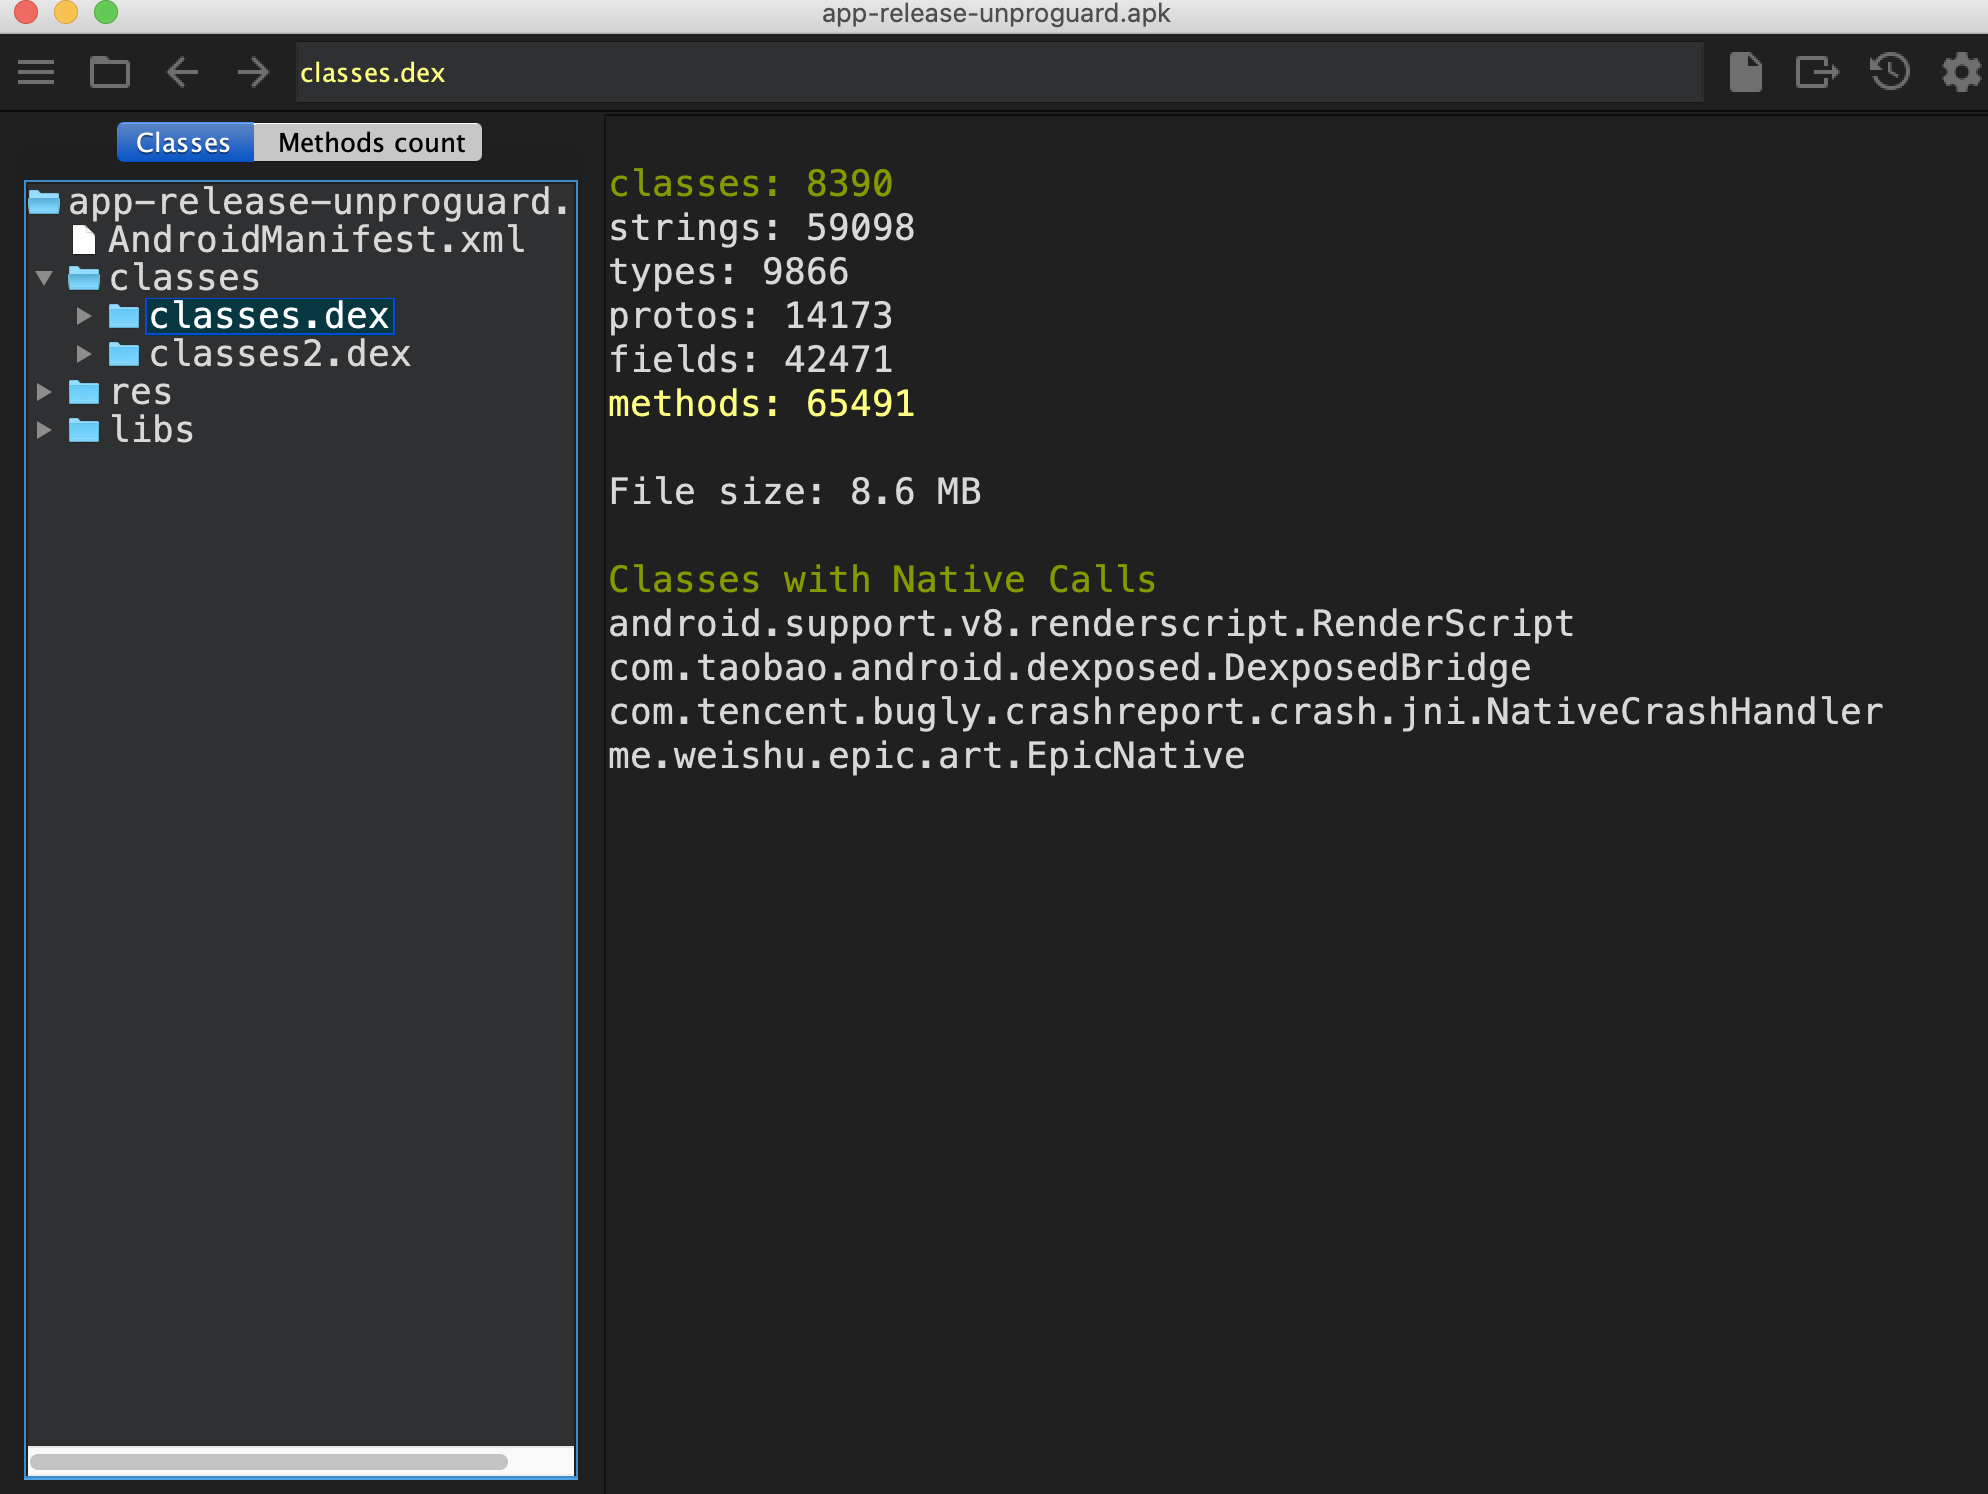 app-release-unproguard.apk
classes.dex
Classes
Methods count
app-release-unproguard.
AndroidManifest.xml
classes
classes.dex
classes2.dex
res
libs
classes: 8390
strings: 59098
types: 9866
protos: 14173
fields: 42471
methods: 65491
File size: 8.6 MB
Classes with Native Calls
android.support.v8.renderscript.RenderScript
com.taobao.android.dexposed.DexposedBridge
com.tencent.bugly.crashreport.crash.jni.NativeCrashHandler
me.weishu.epic.art.EpicNative